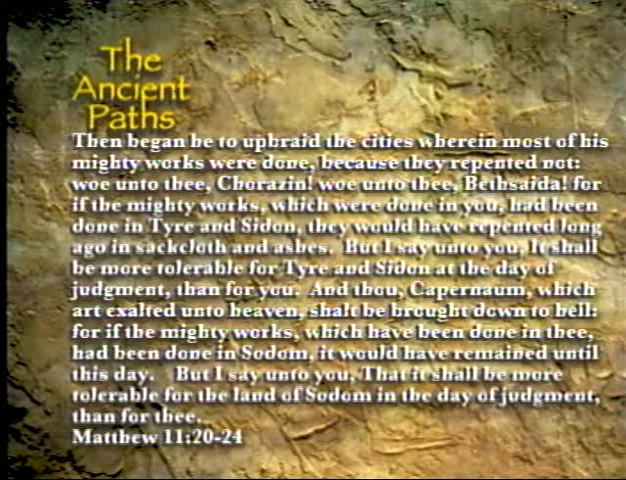 The
Ancient
Paths
Then began he to upbraid the cities wherein most of his
mighty works were done, because they repented not:
woe unto thee, Chorazin! woe unto thee, Bethsaida! for
if the mighty works, which were done in you, had been
done in Tyre and Sidon, they would have repented long
ago in sackcloth and ashes. But I say unto you, It shall
be more tolerable for Tyre and Sidon at the day of
judgment, than for you. And thou, Capernaum, which
art exalted unto heaven, shalt be brought down to hell:
for if the mighty works, which have been done in thee,
had been done in Sodom, it would have remained until
this day. But I say unto you, That it shall be more
tolerable for the land of Sodom in the day of judgment,
than for thee.
Matthew 11:20-24